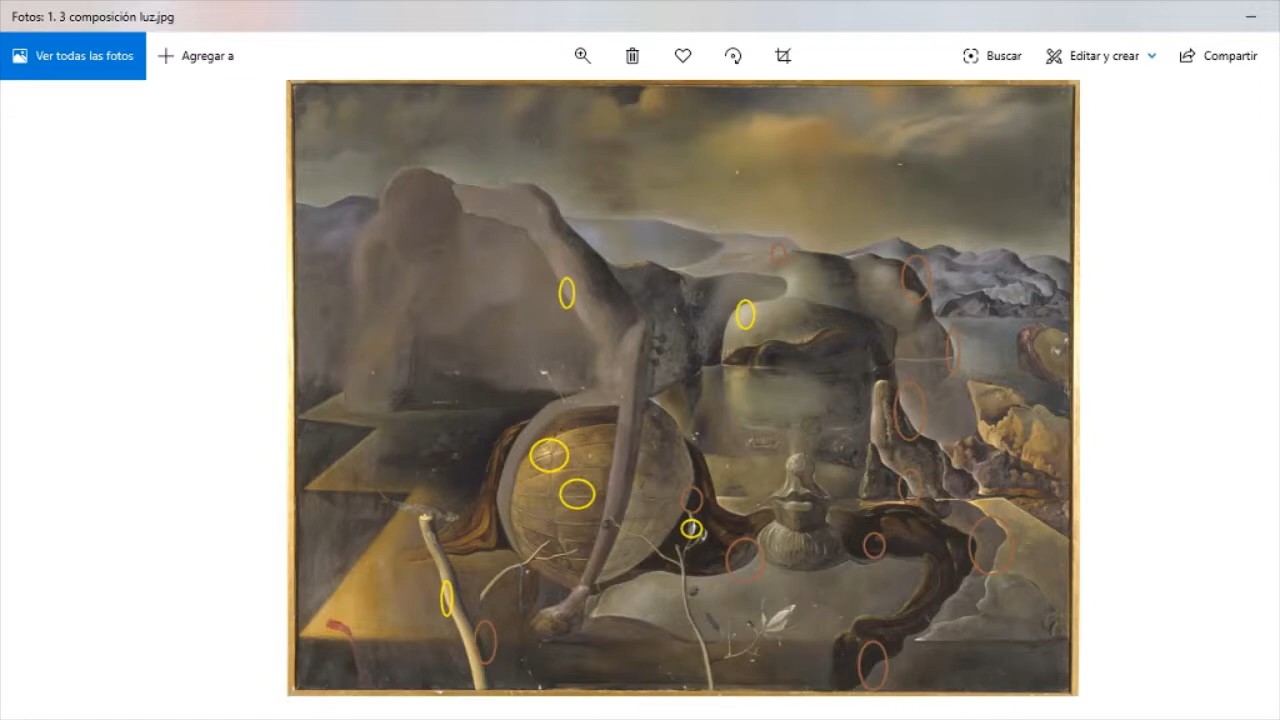 Fotos: 1. 3 composición luz.jpg
Ver todas las fotos
Agregar a
Buscar
Editar y crear
Compartir